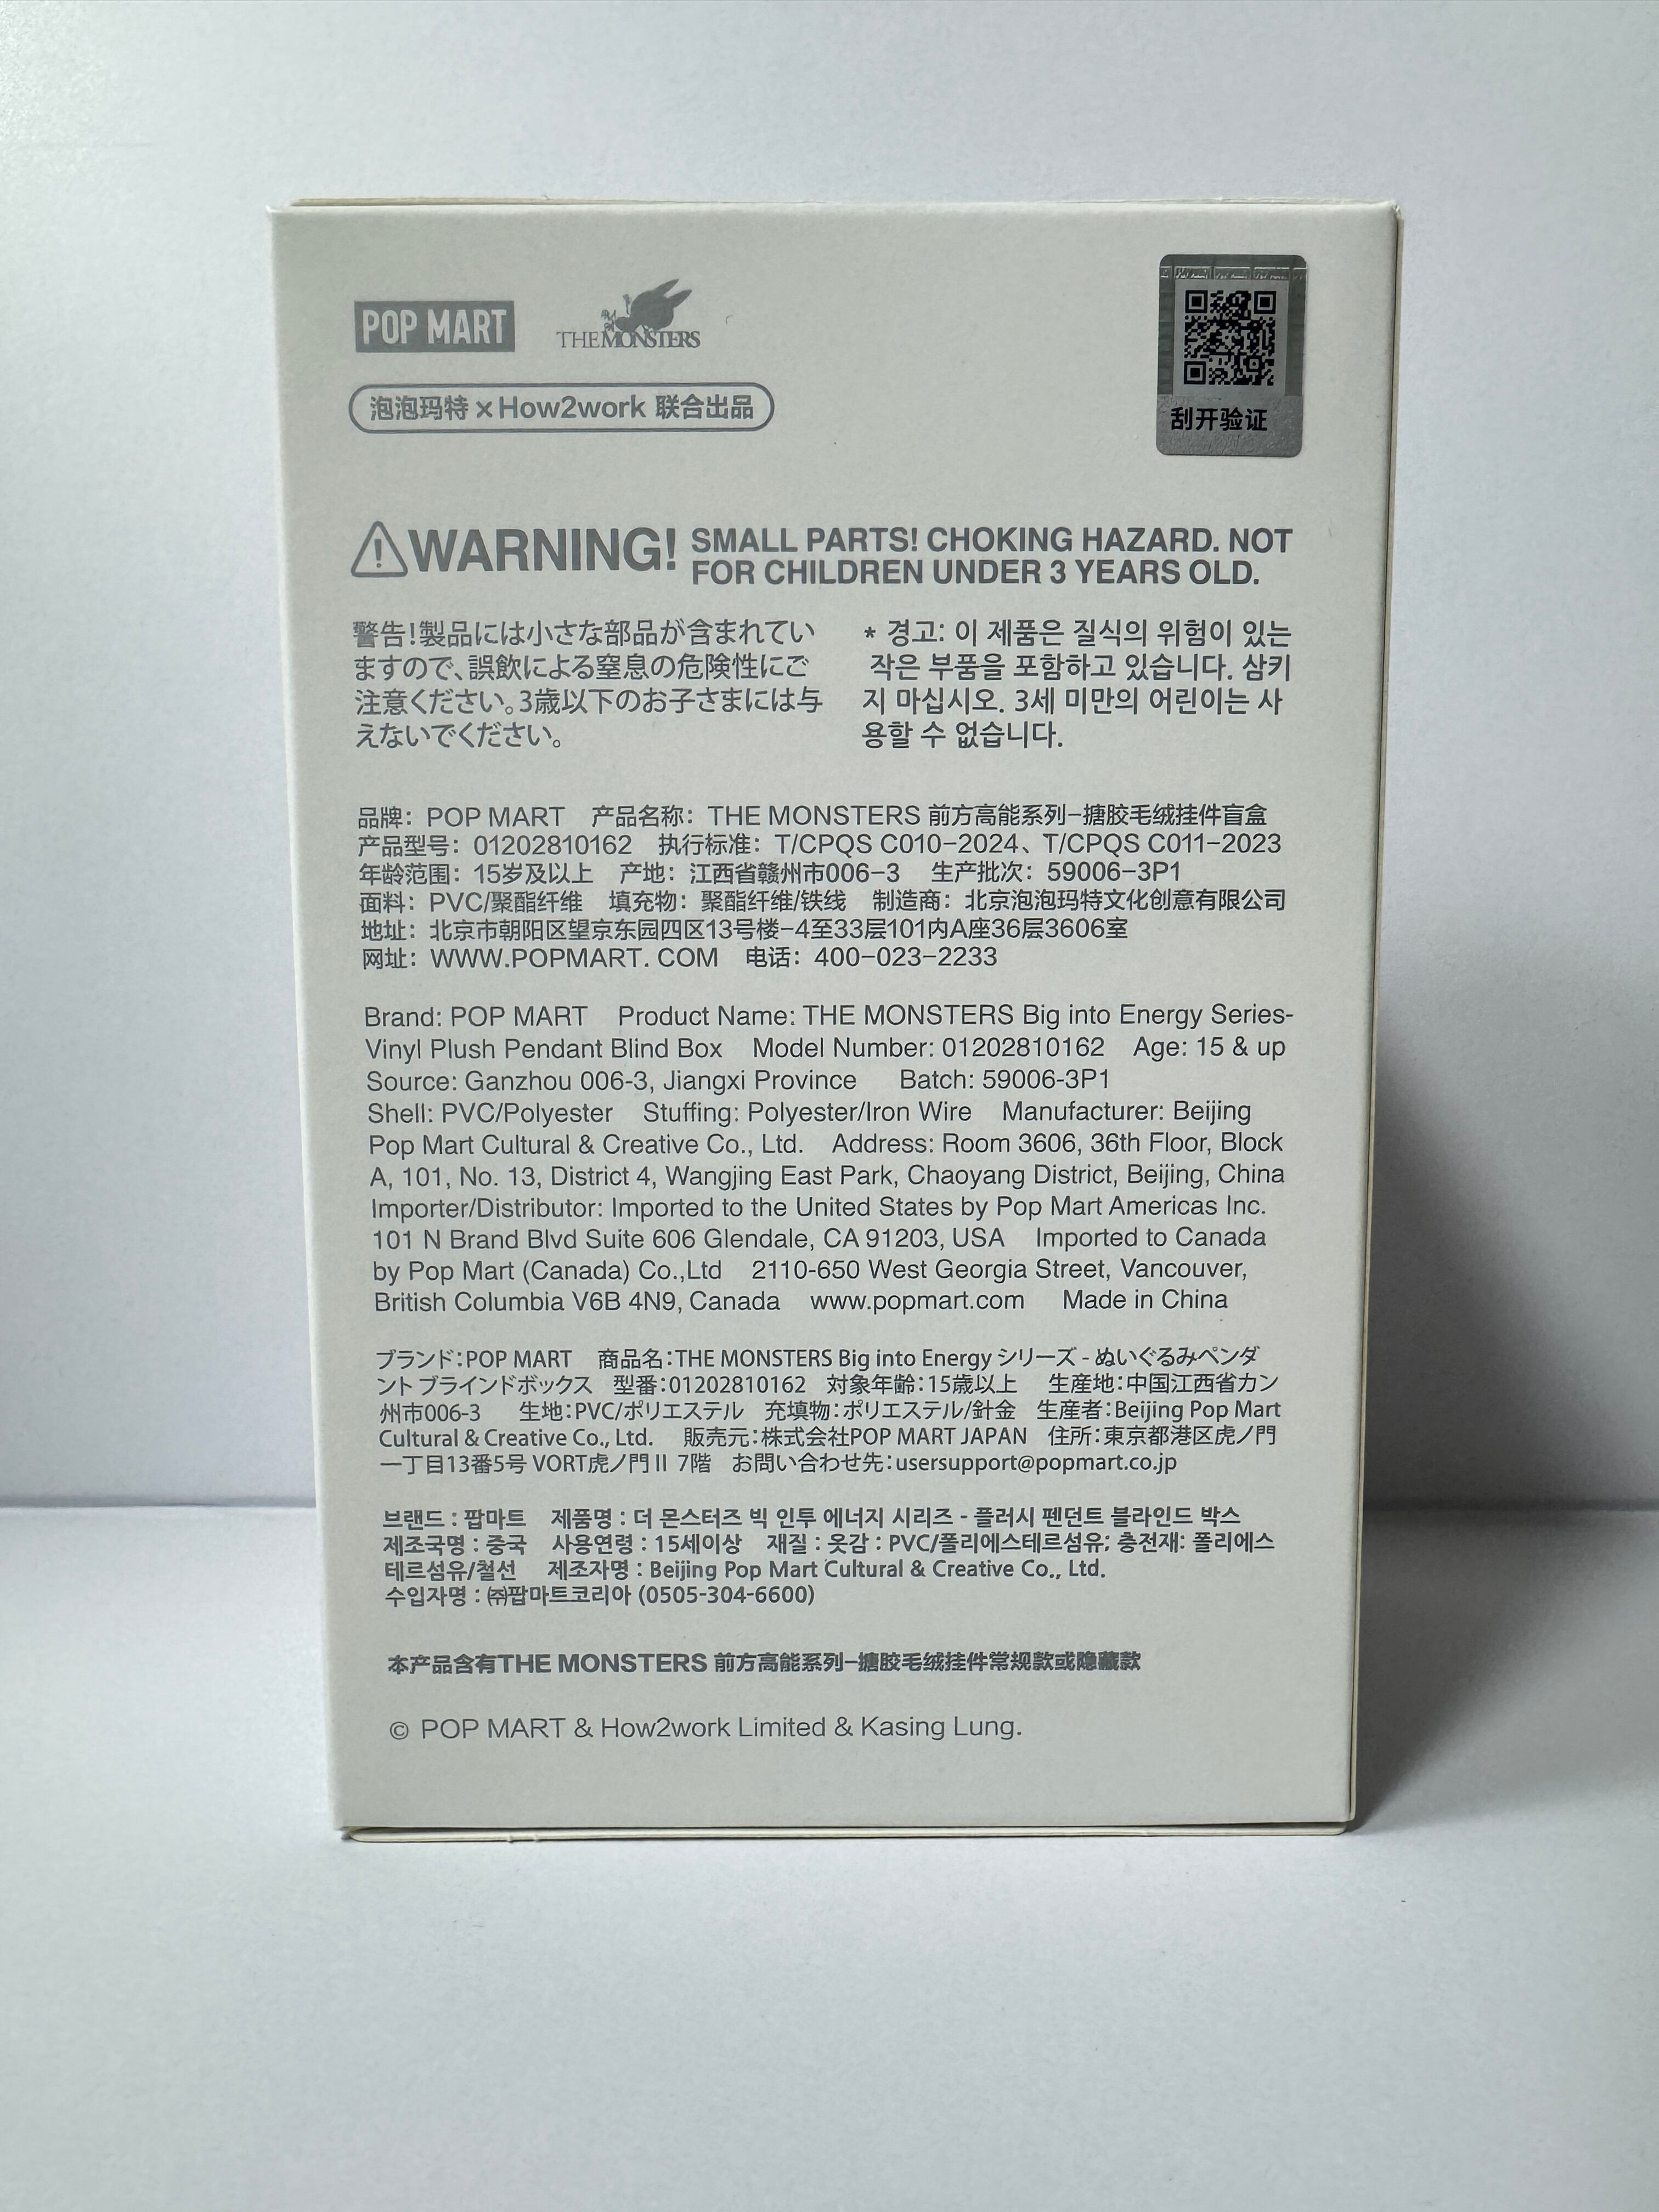 POP MART
THE MONSTERS
泡泡玛特×How2work 联合出品
刮开验证
WARNING! SMALL PARTS! CHOKING HAZARD. NOT
FOR CHILDREN UNDER 3 YEARS OLD.
警告!製品には小さな部品が含まれてい
ますので、誤飲による窒息の危険性にご
注意ください。3歳以下のお子さまには与
えないでください。
* 경고: 이 제품은 질식의 위험이 있는
작은 부품을 포함하고 있습니다. 삼키
지 마십시오. 3세 미만의 어린이는 사
용할 수 없습니다.
品牌：POP MART 产品名称：THE MONSTERS 前方高能系列-搪胶毛绒挂件盲盒
产品型号：01202810162 执行标准：T/CPQS C010-2024、T/CPQS C011-2023
年龄范围：15岁及以上 产地：江西省赣州市006-3 生产批次：59006-3P1
面料：PVC/聚酯纤维 填充物：聚酯纤维/铁线 制造商：北京泡泡玛特文化创意有限公司
地址：北京市朝阳区望京东园四区13号楼-4至33层101内A座36层3606室
网址：WWW.POPMART. COM 电话：400-023-2233
Brand: POP MART Product Name: THE MONSTERS Big into Energy Series-
Vinyl Plush Pendant Blind Box Model Number: 01202810162 Age: 15 & up
Source: Ganzhou 006-3, Jiangxi Province Batch: 59006-3P1
Shell: PVC/Polyester Stuffing: Polyester/Iron Wire Manufacturer: Beijing
Pop Mart Cultural & Creative Co., Ltd. Address: Room 3606, 36th Floor, Block
A, 101, No. 13, District 4, Wangjing East Park, Chaoyang District, Beijing, China
Importer/Distributor: Imported to the United States by Pop Mart Americas Inc.
101 N Brand Blvd Suite 606 Glendale, CA 91203, USA Imported to Canada
by Pop Mart (Canada) Co.,Ltd 2110-650 West Georgia Street, Vancouver,
British Columbia V6B 4N9, Canada www.popmart.com Made in China
ブランド：POP MART 商品名：THE MONSTERS Big into Energy シリーズ - ぬいぐるみペンダ
ント ブラインドボックス 型番：01202810162 対象年齢：15歳以上 生産地：中国江西省カン
州市006-3 生地：PVC/ポリエステル 充填物：ポリエステル/針金 生産者：Beijing Pop Mart
Cultural & Creative Co., Ltd. 販売元：株式会社POP MART JAPAN 住所：東京都港区虎ノ門
一丁目13番5号 VORT虎ノ門 II 7階 お問い合わせ先：usersupport@popmart.co.jp
브랜드 : 팝마트 제품명 : 더 몬스터즈 빅 인투 에너지 시리즈 - 플러시 펜던트 블라인드 박스
제조국명 : 중국 사용연령 : 15세이상 재질 : 옷감 : PVC/폴리에스테르섬유; 충전재: 폴리에스
테르섬유/철선 제조자명 : Beijing Pop Mart Cultural & Creative Co., Ltd.
수입자명 : ㈜팝마트코리아 (0505-304-6600)
本产品含有THE MONSTERS 前方高能系列-搪胶毛绒挂件常规款或隐藏款
© POP MART & How2work Limited & Kasing Lung.